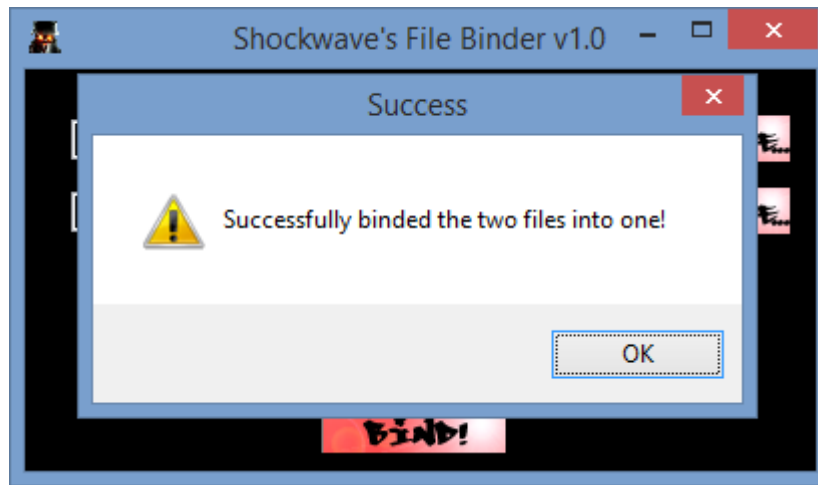 Shockwave's File Binder v1.0
Success
E...
Successfully binded the two files into one!
E...
OK
BIND!